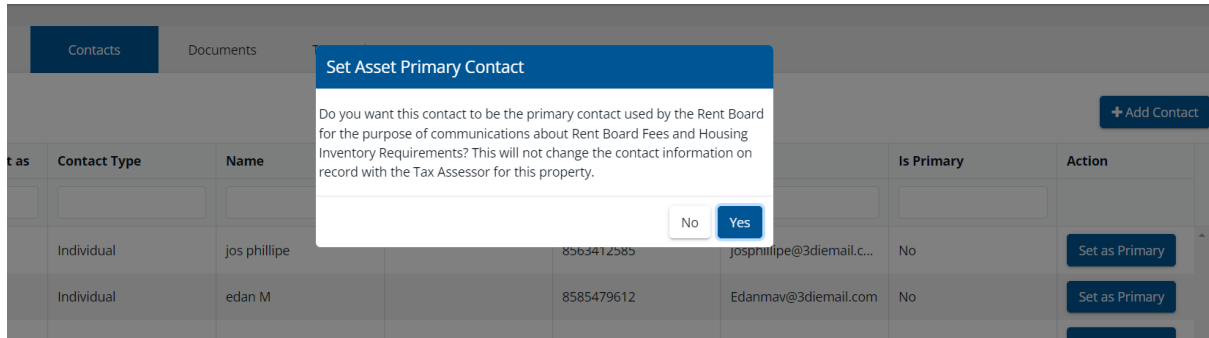 Contacts
Documents
Set Asset Primary Contact
Do you want this contact to be the primary contact used by the Rent Board
for the purpose of communications about Rent Board Fees and Housing
Inventory Requirements? This will not change the contact information on
record with the Tax Assessor for this property.
No Yes
+ Add Contact
t as Contact Type Name Is Primary Action
Individual jos phillipe 8563412585 josphillipe@3diemail.c... No Set as Primary
Individual edan M 8585479612 Edanmav@3diemail.com No Set as Primary